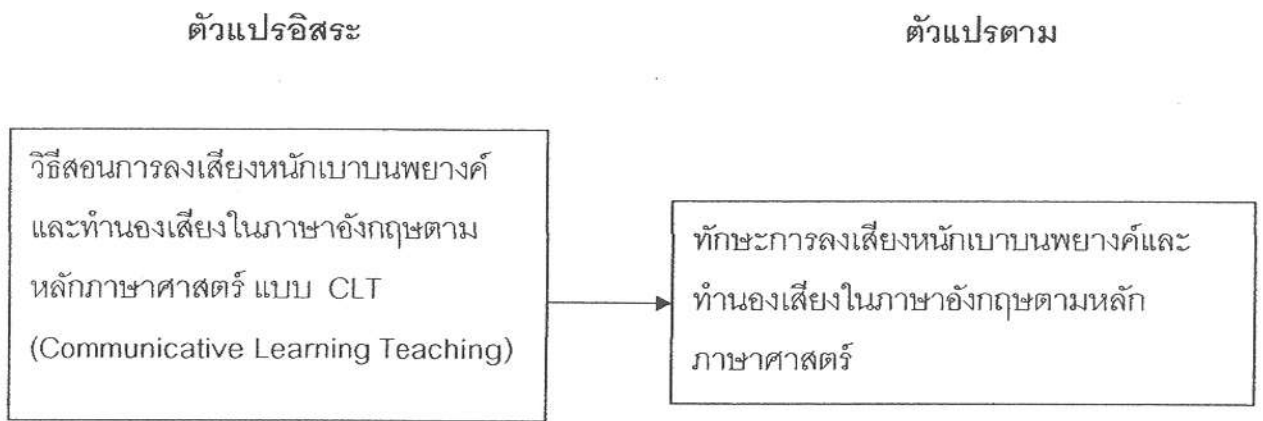 ตัวแปรอิสระ
ตัวแปรตาม
วิธีสอนการลงเสียงหนักเบาบนพยางค์
และทำนองเสียงในภาษาอังกฤษตาม
หลักภาษาศาสตร์ แบบ CLT
(Communicative Learning Teaching)
ทักษะการลงเสียงหนักเบาบนพยางค์และ
ทำนองเสียงในภาษาอังกฤษตามหลัก
ภาษาศาสตร์